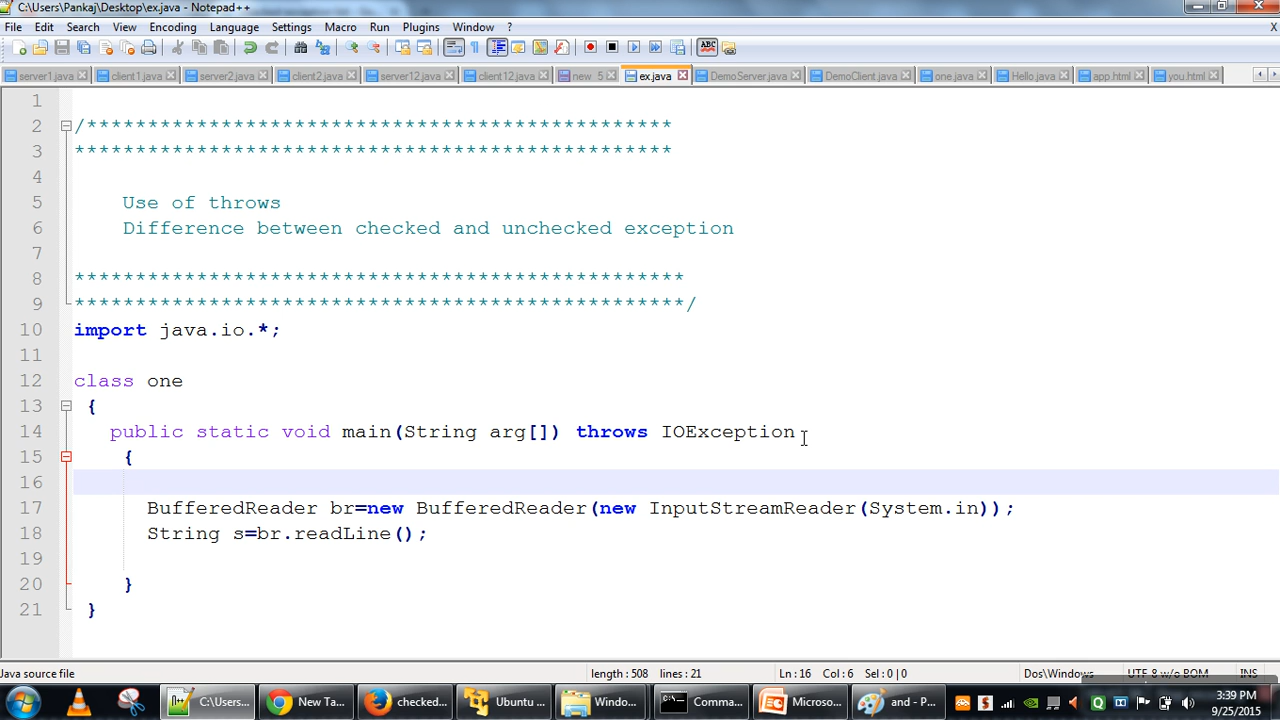 C:\Users\Pankaj\Desktop\ex.java - Notepad++
File Edit Search View Encoding Language Settings Macro Run Plugins Window ? X
server1.java client1.java server2.java client2.java server12.java client12.java new 5 ex.java DemoServer.java DemoClient.java one.java Hello.java app.html you.html
1
2 /************************************************
3 *************************************************
4
5 Use of throws
6 Difference between checked and unchecked exception
7
8 **************************************************
9 **************************************************/
10 import java.io.*;
11
12 class one
13 {
14 public static void main(String arg[]) throws IOException
15 {
16
17 BufferedReader br=new BufferedReader(new InputStreamReader(System.in));
18 String s=br.readLine();
19
20 }
21 }
Java source file length : 508 lines : 21 Ln : 16 Col : 6 Sel : 0 | 0 Dos\Windows UTF-8 w/o BOM INS
C:\Users... New Ta... checked... Ubuntu ... Windo... Comma... Microso... and - P... 3:39 PM
9/25/2015